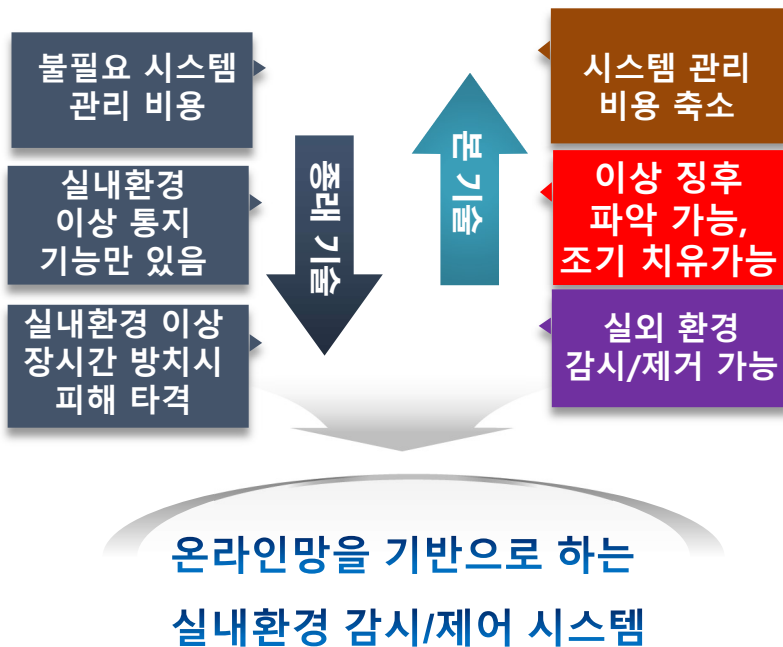 불필요 시스템
관리 비용
실내환경
이상 통지
기능만 있음
실내환경 이상
장시간 방치시
피해 타격
종래 기술
본 기술
시스템 관리
비용 축소
이상 징후
파악 가능,
조기 치유가능
실외 환경
감시/제거 가능
온라인망을 기반으로 하는
실내환경 감시/제어 시스템